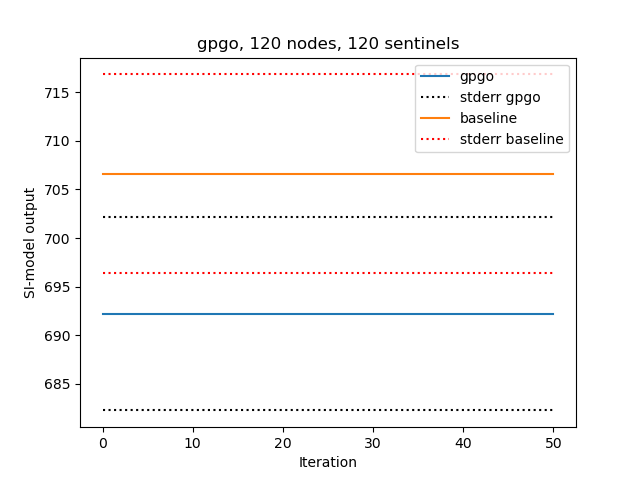 gpgo, 120 nodes, 120 sentinels
gpgo
stderr gpgo
baseline
stderr baseline
715
710
705
700
695
690
685
SI-model output
0 10 20 30 40 50
Iteration